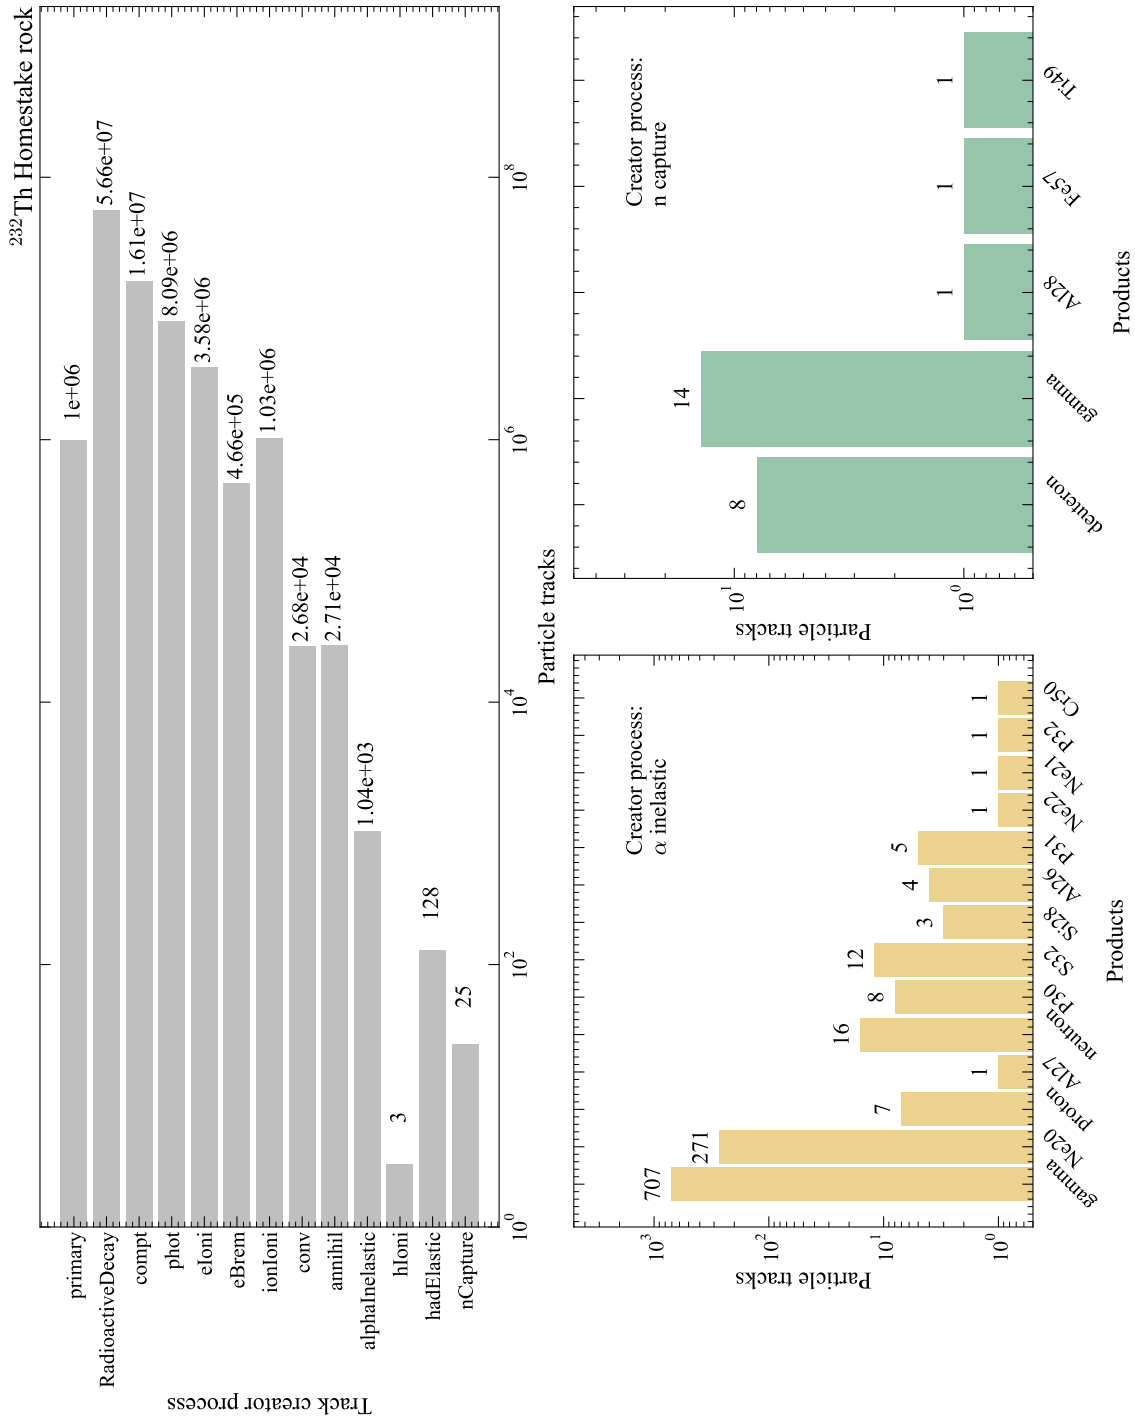 ²³²Th Homestake rock
Track creator process
primary
1e+06
RadioactiveDecay
5.66e+07
compt
1.61e+07
phot
8.09e+06
eIoni
3.58e+06
eBrem
4.66e+05
ionIoni
1.03e+06
conv
2.68e+04
annihil
2.71e+04
alphaInelastic
1.04e+03
hIoni
3
hadElastic
128
nCapture
25
10⁰
10²
10⁴
10⁶
10⁸
Particle tracks
Creator process:
α inelastic
Particle tracks
10³
10²
10¹
10⁰
707
271
7
1
16
8
12
3
4
5
1
1
1
1
gamma
Ne20
proton
Al27
neutron
P30
S32
Si28
Al26
P31
Ne22
Ne21
P32
Cr50
Products
Creator process:
n capture
Particle tracks
10¹
10⁰
8
14
1
1
1
deuteron
gamma
Al28
Fe57
Ti49
Products